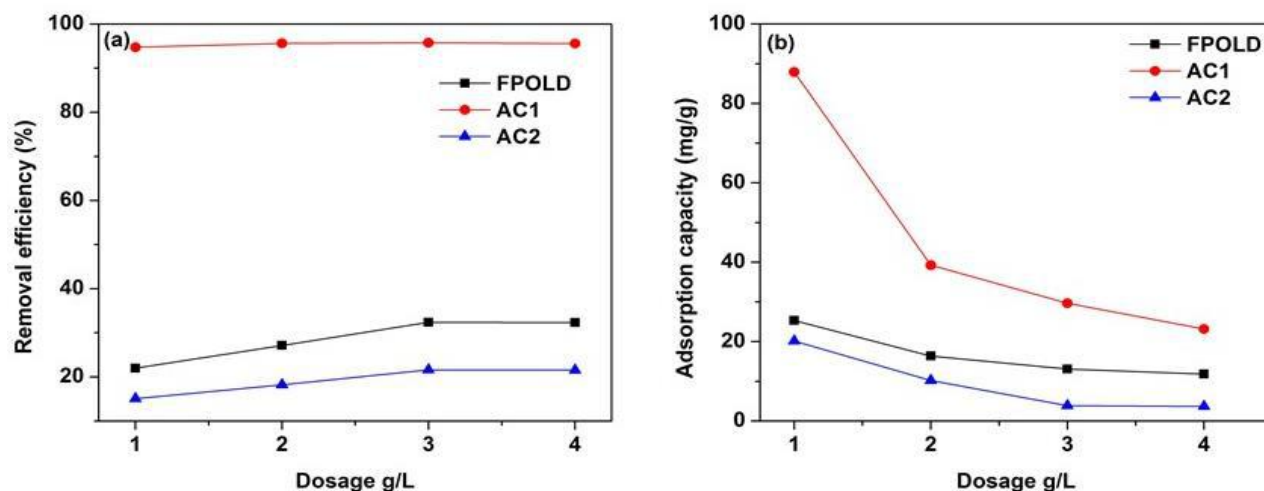 (a)
FPOLD
AC1
AC2
Removal efficiency (%)
100
80
60
40
20
1 2 3 4
Dosage g/L
(b)
FPOLD
AC1
AC2
Adsorption capacity (mg/g)
100
80
60
40
20
0
1 2 3 4
Dosage g/L